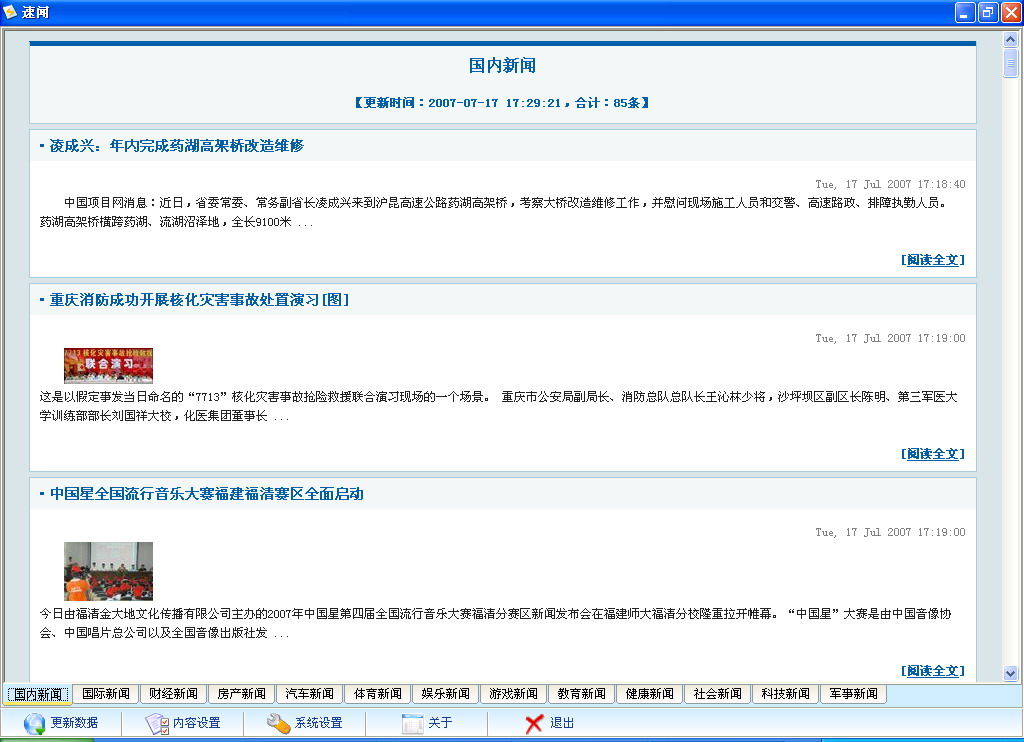 速闻
国内新闻
【更新时间：2007-07-17 17:29:21，合计：85条】
· 凌成兴：年内完成药湖高架桥改造维修
Tue, 17 Jul 2007 17:18:40
中国项目网消息：近日，省委常委、常务副省长凌成兴来到沪昆高速公路药湖高架桥，考察大桥改造维修工作，并慰问现场施工人员和交警、高速路政、排障执勤人员。
药湖高架桥横跨药湖、流湖沼泽地，全长9100米 ...
[阅读全文]
· 重庆消防成功开展核化灾害事故处置演习[图]
Tue, 17 Jul 2007 17:19:00
7713 核化灾害事故抢险救援
联合演习
这是以假定事发当日命名的“7713”核化灾害事故抢险救援联合演习现场的一个场景。 重庆市公安局副局长、消防总队总队长王沁林少将，沙坪坝区副区长陈明、第三军医大
学训练部部长刘国祥大校，化医集团董事长 ...
[阅读全文]
· 中国星全国流行音乐大赛福建福清赛区全面启动
Tue, 17 Jul 2007 17:19:00
今日由福清金大地文化传播有限公司主办的2007年中国星第四届全国流行音乐大赛福清分赛区新闻发布会在福建师大福清分校隆重拉开帷幕。“中国星”大赛是由中国音像协
会、中国唱片总公司以及全国音像出版社发 ...
[阅读全文]
国内新闻 国际新闻 财经新闻 房产新闻 汽车新闻 体育新闻 娱乐新闻 游戏新闻 教育新闻 健康新闻 社会新闻 科技新闻 军事新闻
更新数据 内容设置 系统设置 关于 退出